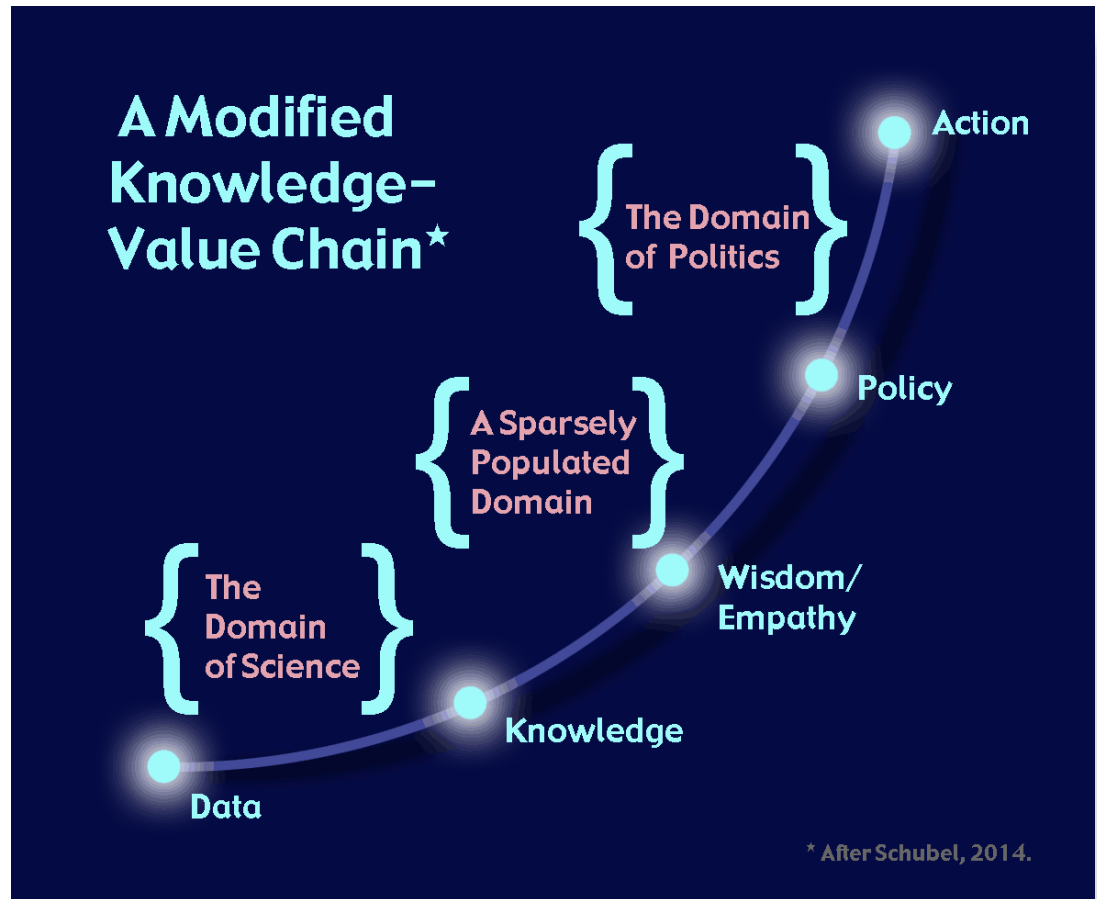 A Modified
Knowledge-
Value Chain★
Action
The Domain
of Politics
Policy
A Sparsely
Populated
Domain
Wisdom/
Empathy
The
Domain
of Science
Knowledge
Data
★ After Schubel, 2014.